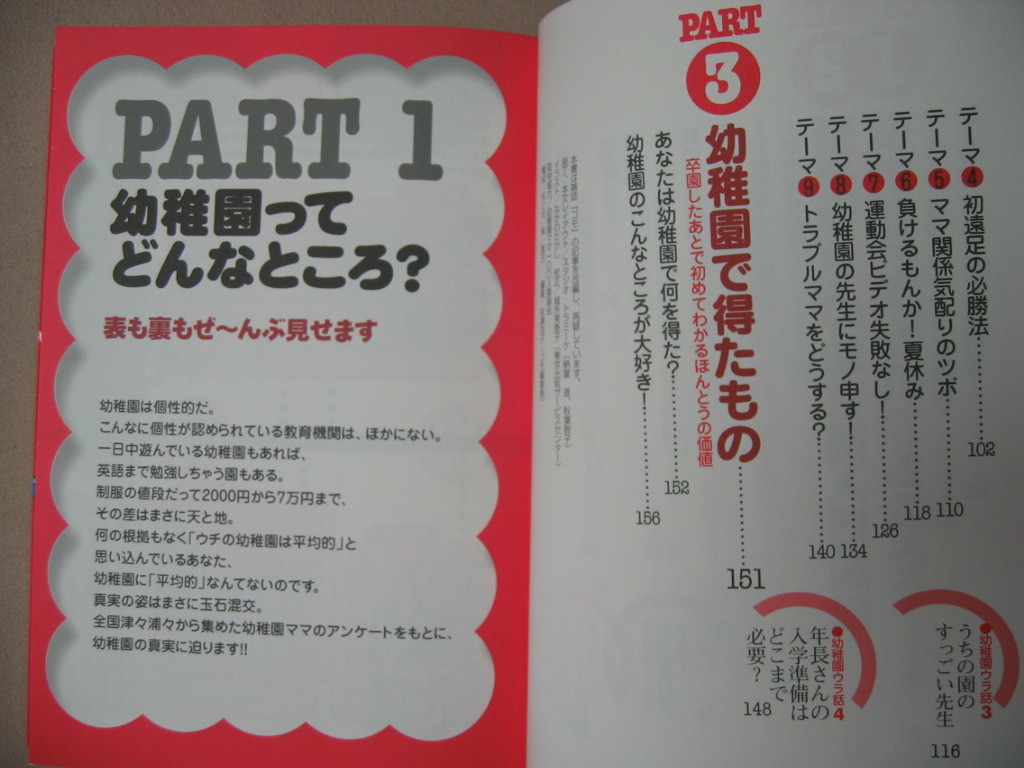 テーマ4 初遠足の必勝法……102
テーマ5 ママ関係気配りのツボ……110
テーマ6 負けるもんか!夏休み……118
テーマ7 運動会ビデオ失敗なし!……126
テーマ8 幼稚園の先生にモノ申す!……134
テーマ9 トラブルママをどうする?……140
PART
3
幼稚園で得たもの……151
卒園したあとで初めてわかるほんとうの価値
あなたは幼稚園で何を得た?……152
幼稚園のこんなところが大好き!……156
●幼稚園ウラ話3
うちの園の
すっごい先生
116
●幼稚園ウラ話4
年長さんの
入学準備は
どこまで
必要?
148
PART 1
幼稚園って
どんなところ?
表も裏もぜ〜んぶ見せます
幼稚園は個性的だ。
こんなに個性が認められている教育機関は、ほかにない。
一日中遊んでいる幼稚園もあれば、
英語まで勉強しちゃう園もある。
制服の値段だって2000円から7万円まで、
その差はまさに天と地。
何の根拠もなく「ウチの幼稚園は平均的」と
思い込んでいるあなた、
幼稚園に「平均的」なんてないのです。
真実の姿はまさに玉石混交。
全国津々浦々から集めた幼稚園ママのアンケートをもとに、
幼稚園の真実に迫ります!!